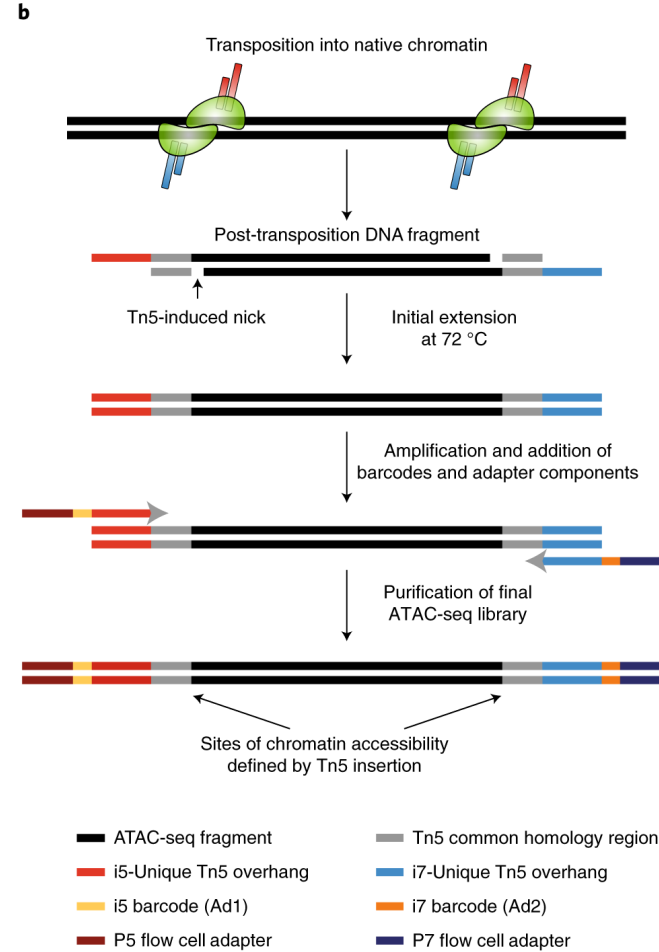 b
Transposition into native chromatin
Post-transposition DNA fragment
Tn5-induced nick
Initial extension
at 72 °C
Amplification and addition of
barcodes and adapter components
Purification of final
ATAC-seq library
Sites of chromatin accessibility
defined by Tn5 insertion
ATAC-seq fragment
Tn5 common homology region
i5-Unique Tn5 overhang
i7-Unique Tn5 overhang
i5 barcode (Ad1)
i7 barcode (Ad2)
P5 flow cell adapter
P7 flow cell adapter